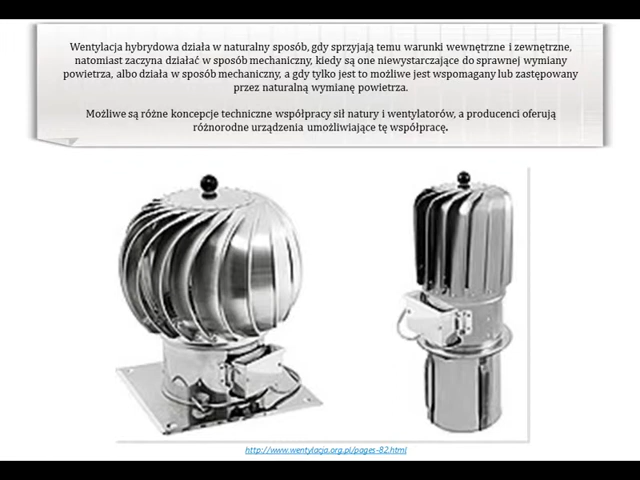 Wentylacja hybrydowa działa w naturalny sposób, gdy sprzyjają temu warunki wewnętrzne i zewnętrzne,
natomiast zaczyna działać w sposób mechaniczny, kiedy są one niewystarczające do sprawnej wymiany
powietrza, albo działa w sposób mechaniczny, a gdy tylko jest to możliwe jest wspomagany lub zastępowany
przez naturalną wymianę powietrza.
Możliwe są różne koncepcje techniczne współpracy sił natury i wentylatorów, a producenci oferują
różnorodne urządzenia umożliwiające tę współpracę.
http://www.wentylacja.org.pl/pages-82.html